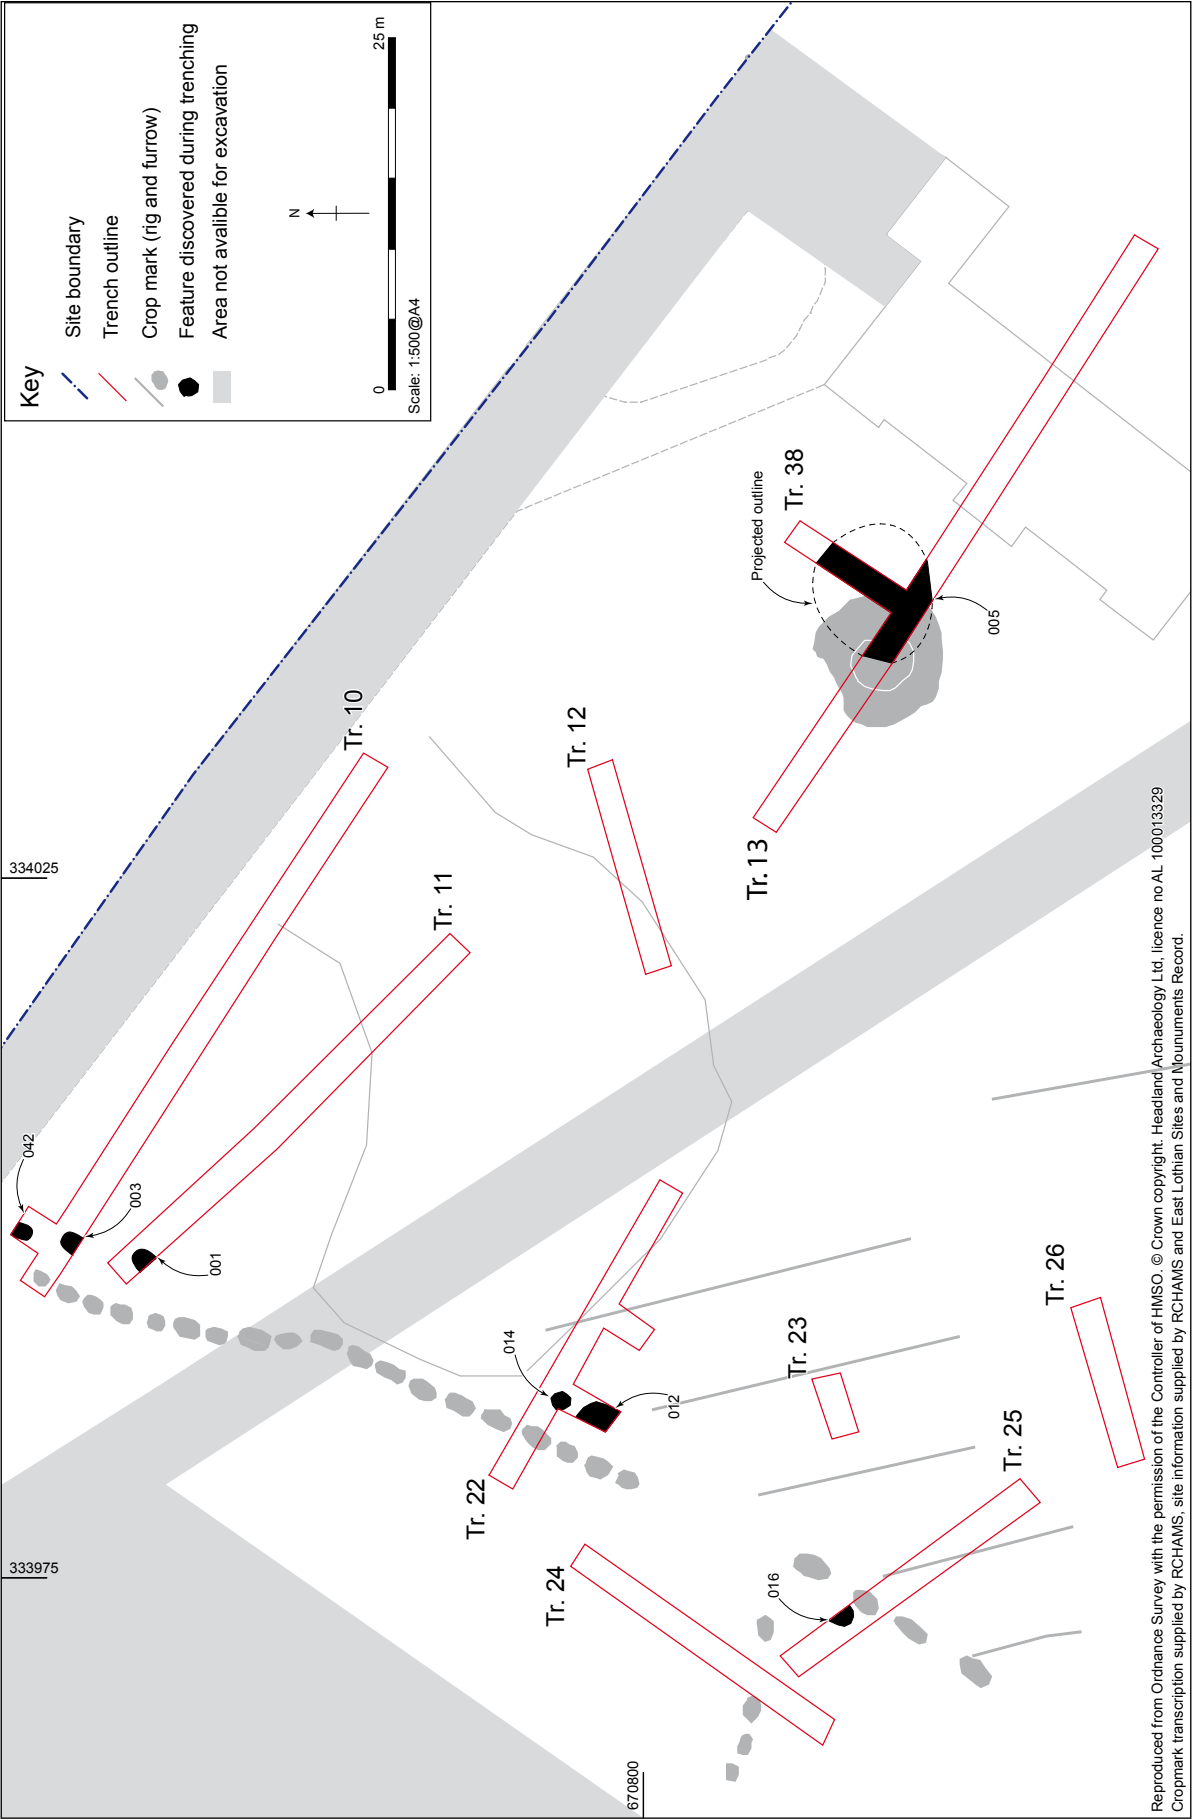 Key
Site boundary
Trench outline
Crop mark (rig and furrow)
Feature discovered during trenching
Area not avalible for excavation
N
0
25 m
Scale: 1:500@A4
334025
333975
670800
042
003
001
Tr. 10
Tr. 11
Tr. 12
Tr. 13
Tr. 38
Projected outline
005
014
012
Tr. 22
Tr. 23
Tr. 24
Tr. 25
Tr. 26
016
Reproduced from Ordnance Survey with the permission of the Controller of HMSO. © Crown copyright. Headland Archaeology Ltd, licence no AL 100013329
Cropmark transcription supplied by RCHAMS, site information supplied by RCHAMS and East Lothian Sites and Mounuments Record.